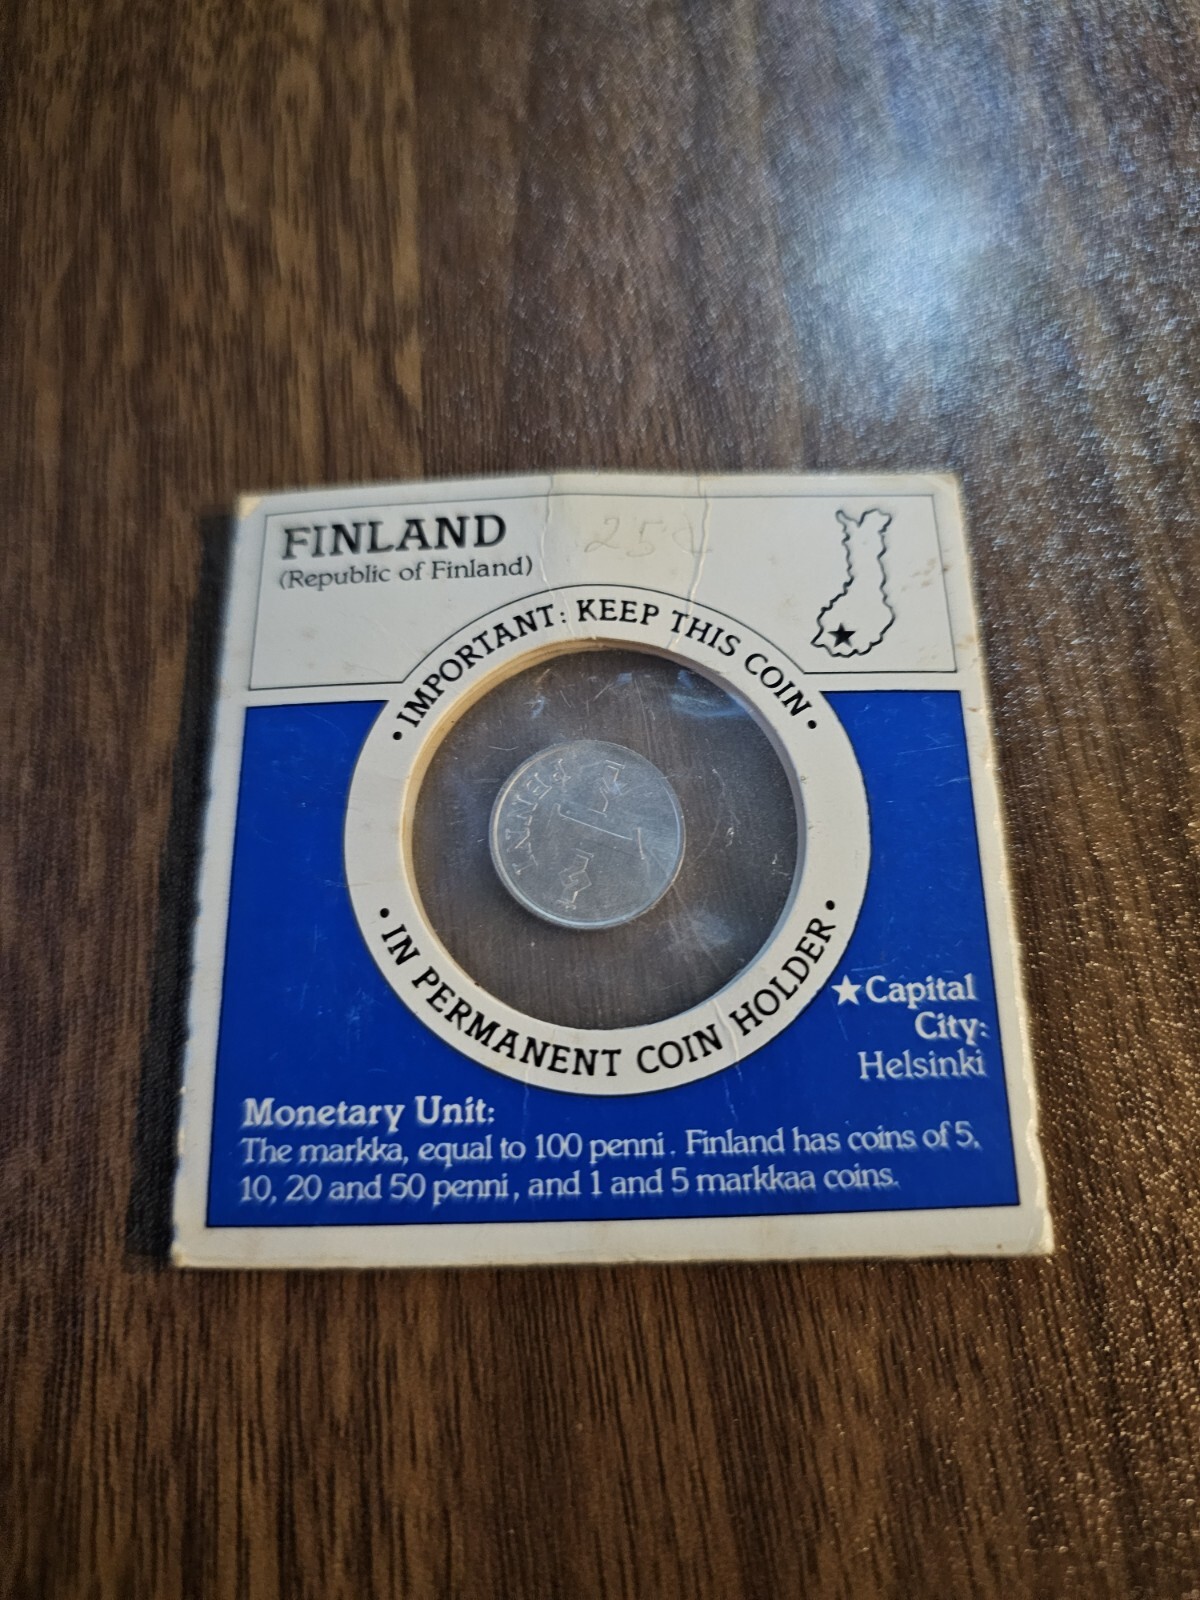 FINLAND
25¢
(Republic of Finland)
• IMPORTANT: KEEP THIS COIN •
PENNIÄ
1
• IN PERMANENT COIN HOLDER •
★Capital
City:
Helsinki
Monetary Unit:
The markka, equal to 100 penni. Finland has coins of 5,
10, 20 and 50 penni, and 1 and 5 markkaa coins.